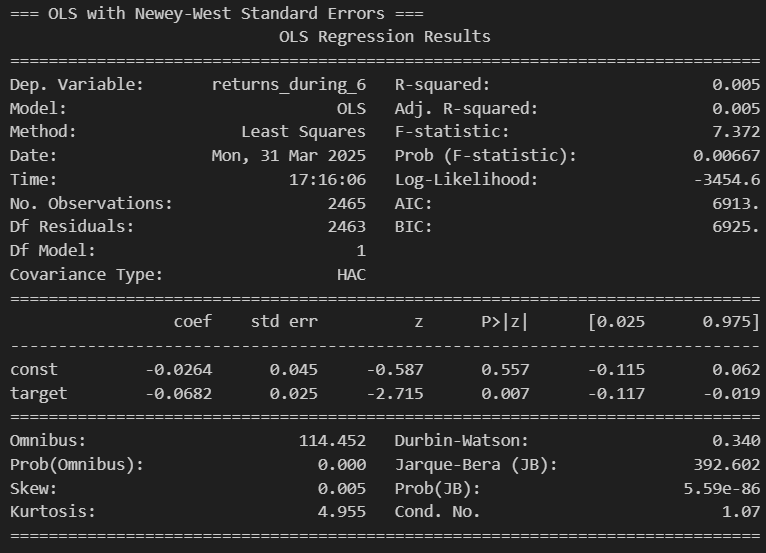 === OLS with Newey-West Standard Errors ===
                            OLS Regression Results
==============================================================================
Dep. Variable:       returns_during_6   R-squared:                       0.005
Model:                            OLS   Adj. R-squared:                  0.005
Method:                 Least Squares   F-statistic:                     7.372
Date:                Mon, 31 Mar 2025   Prob (F-statistic):            0.00667
Time:                        17:16:06   Log-Likelihood:                -3454.6
No. Observations:                2465   AIC:                             6913.
Df Residuals:                    2463   BIC:                             6925.
Df Model:                           1
Covariance Type:                  HAC
==============================================================================
                 coef    std err          z      P>|z|      [0.025      0.975]
------------------------------------------------------------------------------
const         -0.0264      0.045     -0.587      0.557      -0.115       0.062
target        -0.0682      0.025     -2.715      0.007      -0.117      -0.019
==============================================================================
Omnibus:                      114.452   Durbin-Watson:                   0.340
Prob(Omnibus):                  0.000   Jarque-Bera (JB):              392.602
Skew:                           0.005   Prob(JB):                     5.59e-86
Kurtosis:                       4.955   Cond. No.                         1.07
==============================================================================